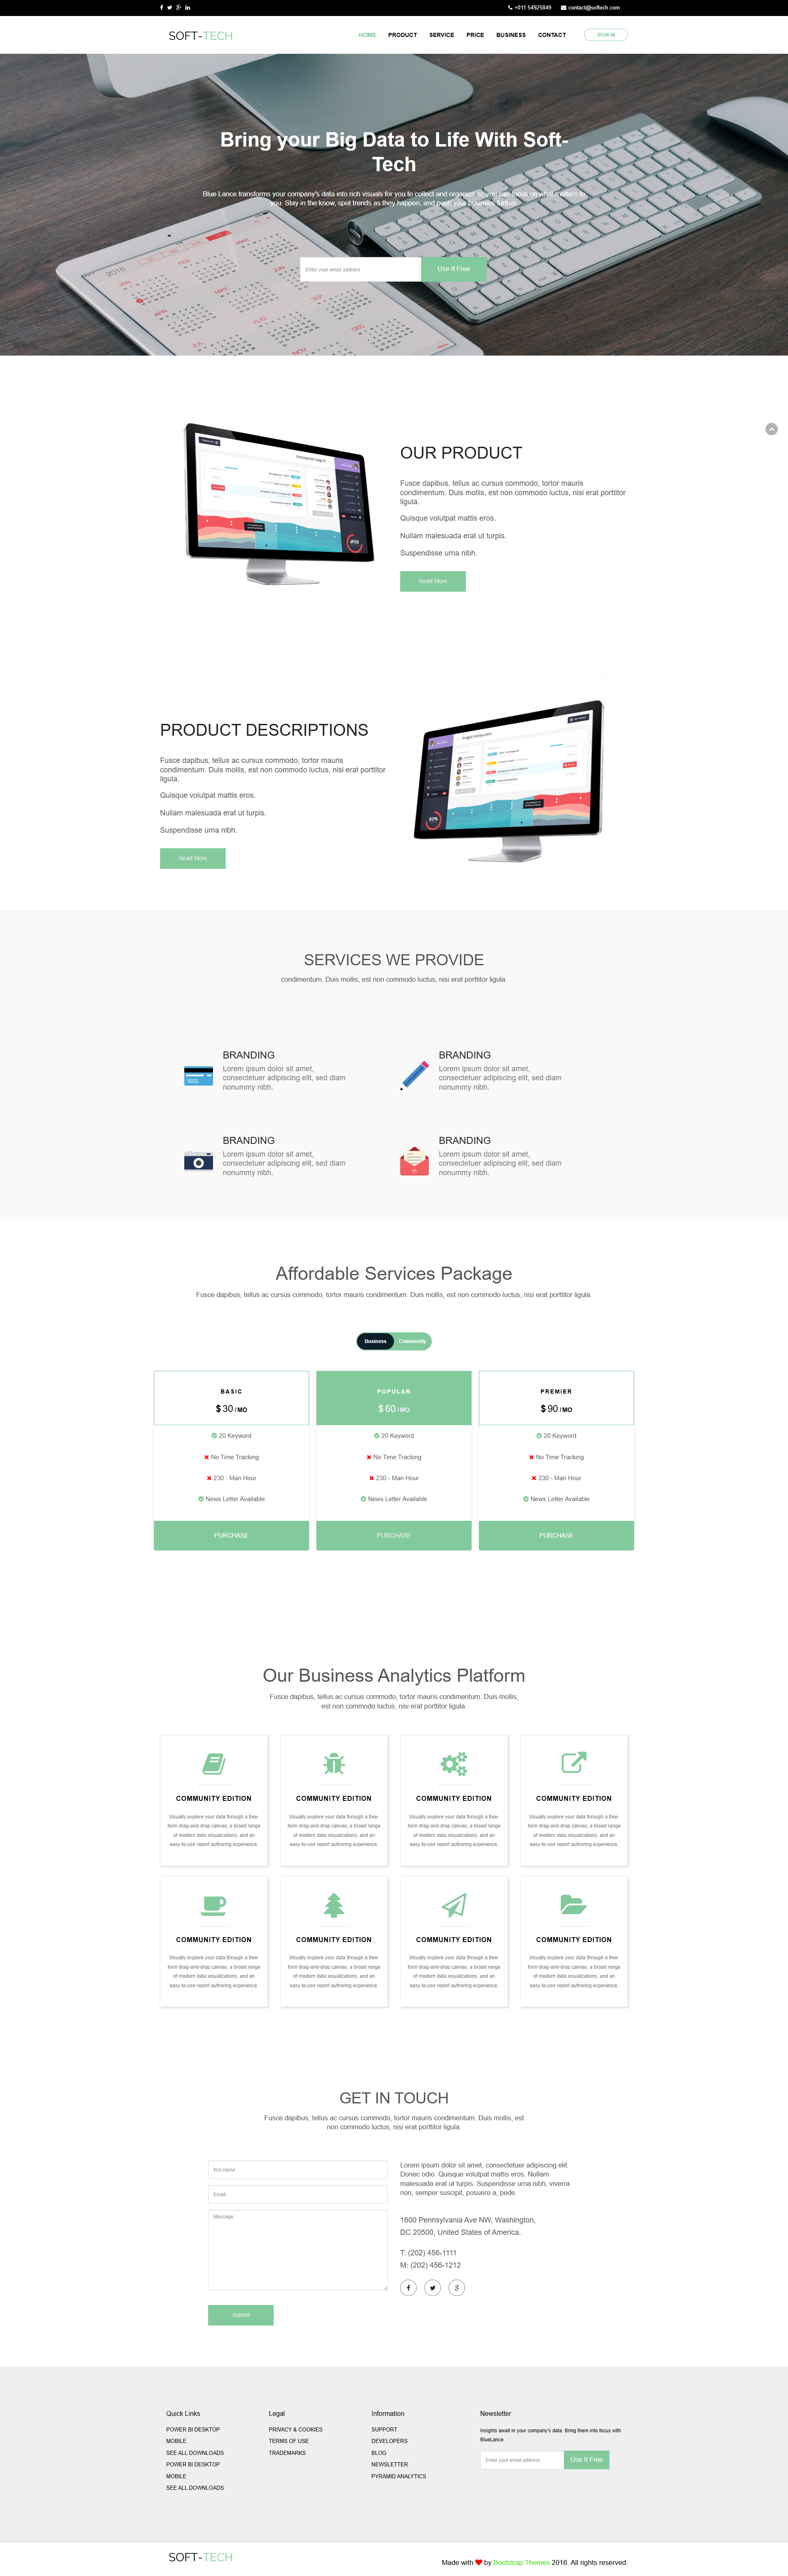 +011 54925849 contact@softech.com
SOFT-TECH
HOME PRODUCT SERVICE PRICE BUSINESS CONTACT SIGN IN
Bring your Big Data to Life With Soft-
Tech
Blue Lance transforms your company's data into rich visuals for you to collect and organize so you can focus on what matters to
you. Stay in the know, spot trends as they happen, and push your business further.
2015
JAN
FEB
MAR
APR
MAY
SEP
DEC
Enter your email address Use It Free
OUR PRODUCT
Fusce dapibus, tellus ac cursus commodo, tortor mauris
condimentum. Duis mollis, est non commodo luctus, nisi erat porttitor
ligula.
Quisque volutpat mattis eros.
Nullam malesuada erat ut turpis.
Suspendisse urna nibh.
Read More
PRODUCT DESCRIPTIONS
Fusce dapibus, tellus ac cursus commodo, tortor mauris
condimentum. Duis mollis, est non commodo luctus, nisi erat porttitor
ligula.
Quisque volutpat mattis eros.
Nullam malesuada erat ut turpis.
Suspendisse urna nibh.
Read More
SERVICES WE PROVIDE
condimentum. Duis mollis, est non commodo luctus, nisi erat porttitor ligula.
BRANDING
Lorem ipsum dolor sit amet,
consectetuer adipiscing elit, sed diam
nonummy nibh.
BRANDING
Lorem ipsum dolor sit amet,
consectetuer adipiscing elit, sed diam
nonummy nibh.
BRANDING
Lorem ipsum dolor sit amet,
consectetuer adipiscing elit, sed diam
nonummy nibh.
BRANDING
Lorem ipsum dolor sit amet,
consectetuer adipiscing elit, sed diam
nonummy nibh.
Affordable Services Package
Fusce dapibus, tellus ac cursus commodo, tortor mauris condimentum. Duis mollis, est non commodo luctus, nisi erat porttitor ligula.
Business Community
BASIC
$ 30 /MO
20 Keyword
No Time Tracking
230 - Man Hour
News Letter Available
PURCHASE
POPULAR
$ 60 /MO
20 Keyword
No Time Tracking
230 - Man Hour
News Letter Available
PURCHASE
PREMIER
$ 90 /MO
20 Keyword
No Time Tracking
230 - Man Hour
News Letter Available
PURCHASE
Our Business Analytics Platform
Fusce dapibus, tellus ac cursus commodo, tortor mauris condimentum. Duis mollis,
est non commodo luctus, nisi erat porttitor ligula.
COMMUNITY EDITION
Visually explore your data through a free-
form drag-and-drop canvas, a broad range
of modern data visualizations, and an
easy-to-use report authoring experience.
COMMUNITY EDITION
Visually explore your data through a free-
form drag-and-drop canvas, a broad range
of modern data visualizations, and an
easy-to-use report authoring experience.
COMMUNITY EDITION
Visually explore your data through a free-
form drag-and-drop canvas, a broad range
of modern data visualizations, and an
easy-to-use report authoring experience.
COMMUNITY EDITION
Visually explore your data through a free-
form drag-and-drop canvas, a broad range
of modern data visualizations, and an
easy-to-use report authoring experience.
COMMUNITY EDITION
Visually explore your data through a free-
form drag-and-drop canvas, a broad range
of modern data visualizations, and an
easy-to-use report authoring experience.
COMMUNITY EDITION
Visually explore your data through a free-
form drag-and-drop canvas, a broad range
of modern data visualizations, and an
easy-to-use report authoring experience.
COMMUNITY EDITION
Visually explore your data through a free-
form drag-and-drop canvas, a broad range
of modern data visualizations, and an
easy-to-use report authoring experience.
COMMUNITY EDITION
Visually explore your data through a free-
form drag-and-drop canvas, a broad range
of modern data visualizations, and an
easy-to-use report authoring experience.
GET IN TOUCH
Fusce dapibus, tellus ac cursus commodo, tortor mauris condimentum. Duis mollis, est
non commodo luctus, nisi erat porttitor ligula.
first name
Email
Message
Submit
Lorem ipsum dolor sit amet, consectetuer adipiscing elit.
Donec odio. Quisque volutpat mattis eros. Nullam
malesuada erat ut turpis. Suspendisse urna nibh, viverra
non, semper suscipit, posuere a, pede.
1600 Pennsylvania Ave NW, Washington,
DC 20500, United States of America.
T: (202) 456-1111
M: (202) 456-1212
Quick Links
POWER BI DESKTOP
MOBILE
SEE ALL DOWNLOADS
POWER BI DESKTOP
MOBILE
SEE ALL DOWNLOADS
Legal
PRIVACY & COOKIES
TERMS OF USE
TRADEMARKS
Information
SUPPORT
DEVELOPERS
BLOG
NEWSLETTER
PYRAMID ANALYTICS
Newsletter
Insights await in your company's data. Bring them into focus with
BlueLance.
Enter your email address Use It Free
SOFT-TECH
Made with by Bootstrap Themes 2016. All rights reserved.